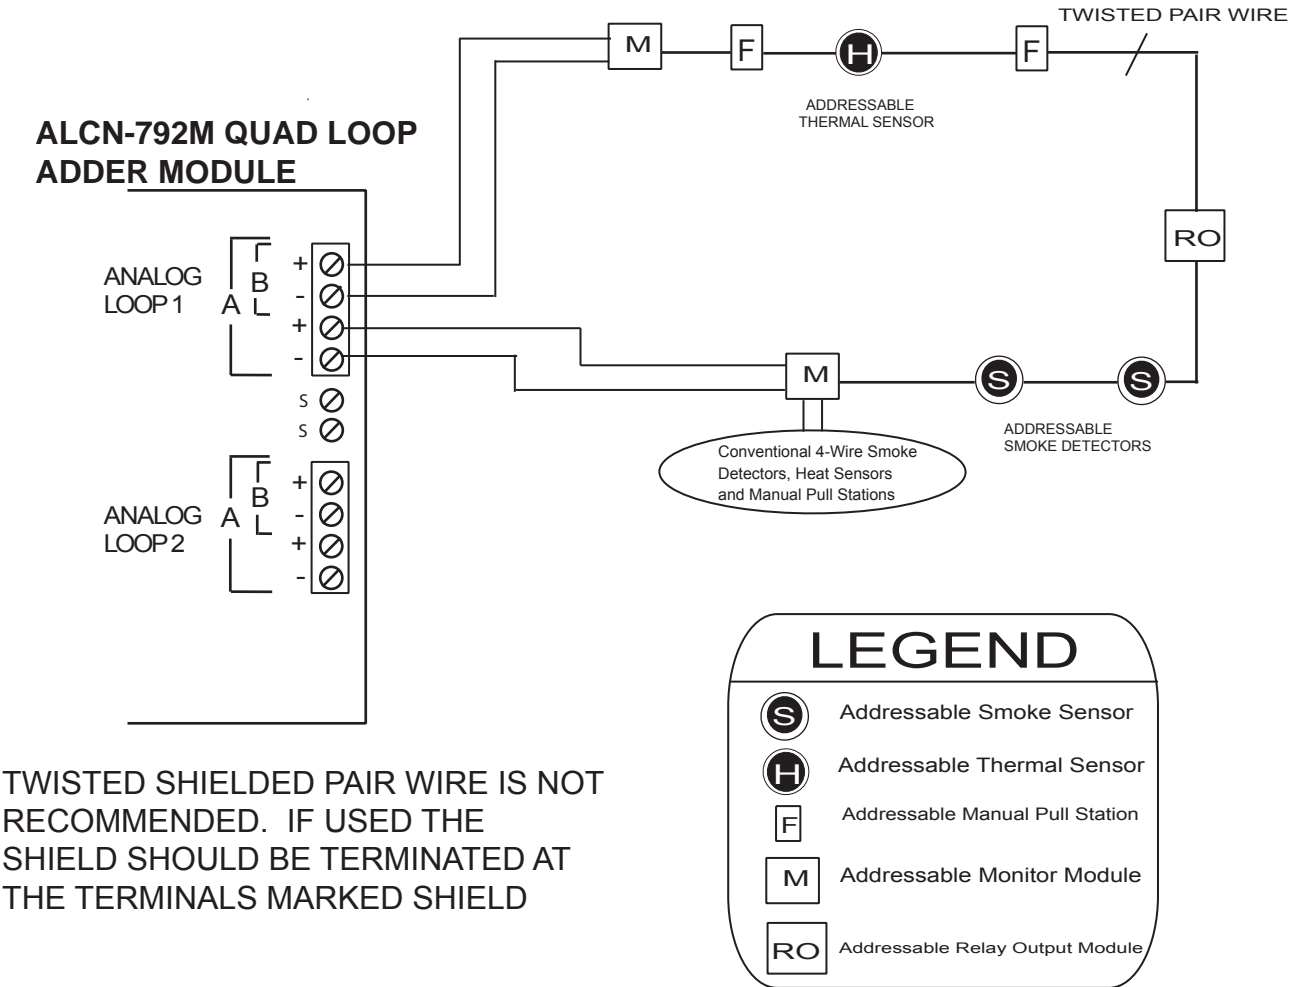 TWISTED PAIR WIRE
M
F
H
F
ADDRESSABLE
THERMAL SENSOR
ALCN-792M QUAD LOOP
ADDER MODULE
RO
ANALOG
LOOP 1
A
B
+
-
+
-
S
S
M
S
S
ADDRESSABLE
SMOKE DETECTORS
Conventional 4-Wire Smoke
Detectors, Heat Sensors
and Manual Pull Stations
ANALOG
LOOP 2
A
B
+
-
+
-
LEGEND
S Addressable Smoke Sensor
H Addressable Thermal Sensor
F Addressable Manual Pull Station
M Addressable Monitor Module
RO Addressable Relay Output Module
TWISTED SHIELDED PAIR WIRE IS NOT
RECOMMENDED. IF USED THE
SHIELD SHOULD BE TERMINATED AT
THE TERMINALS MARKED SHIELD